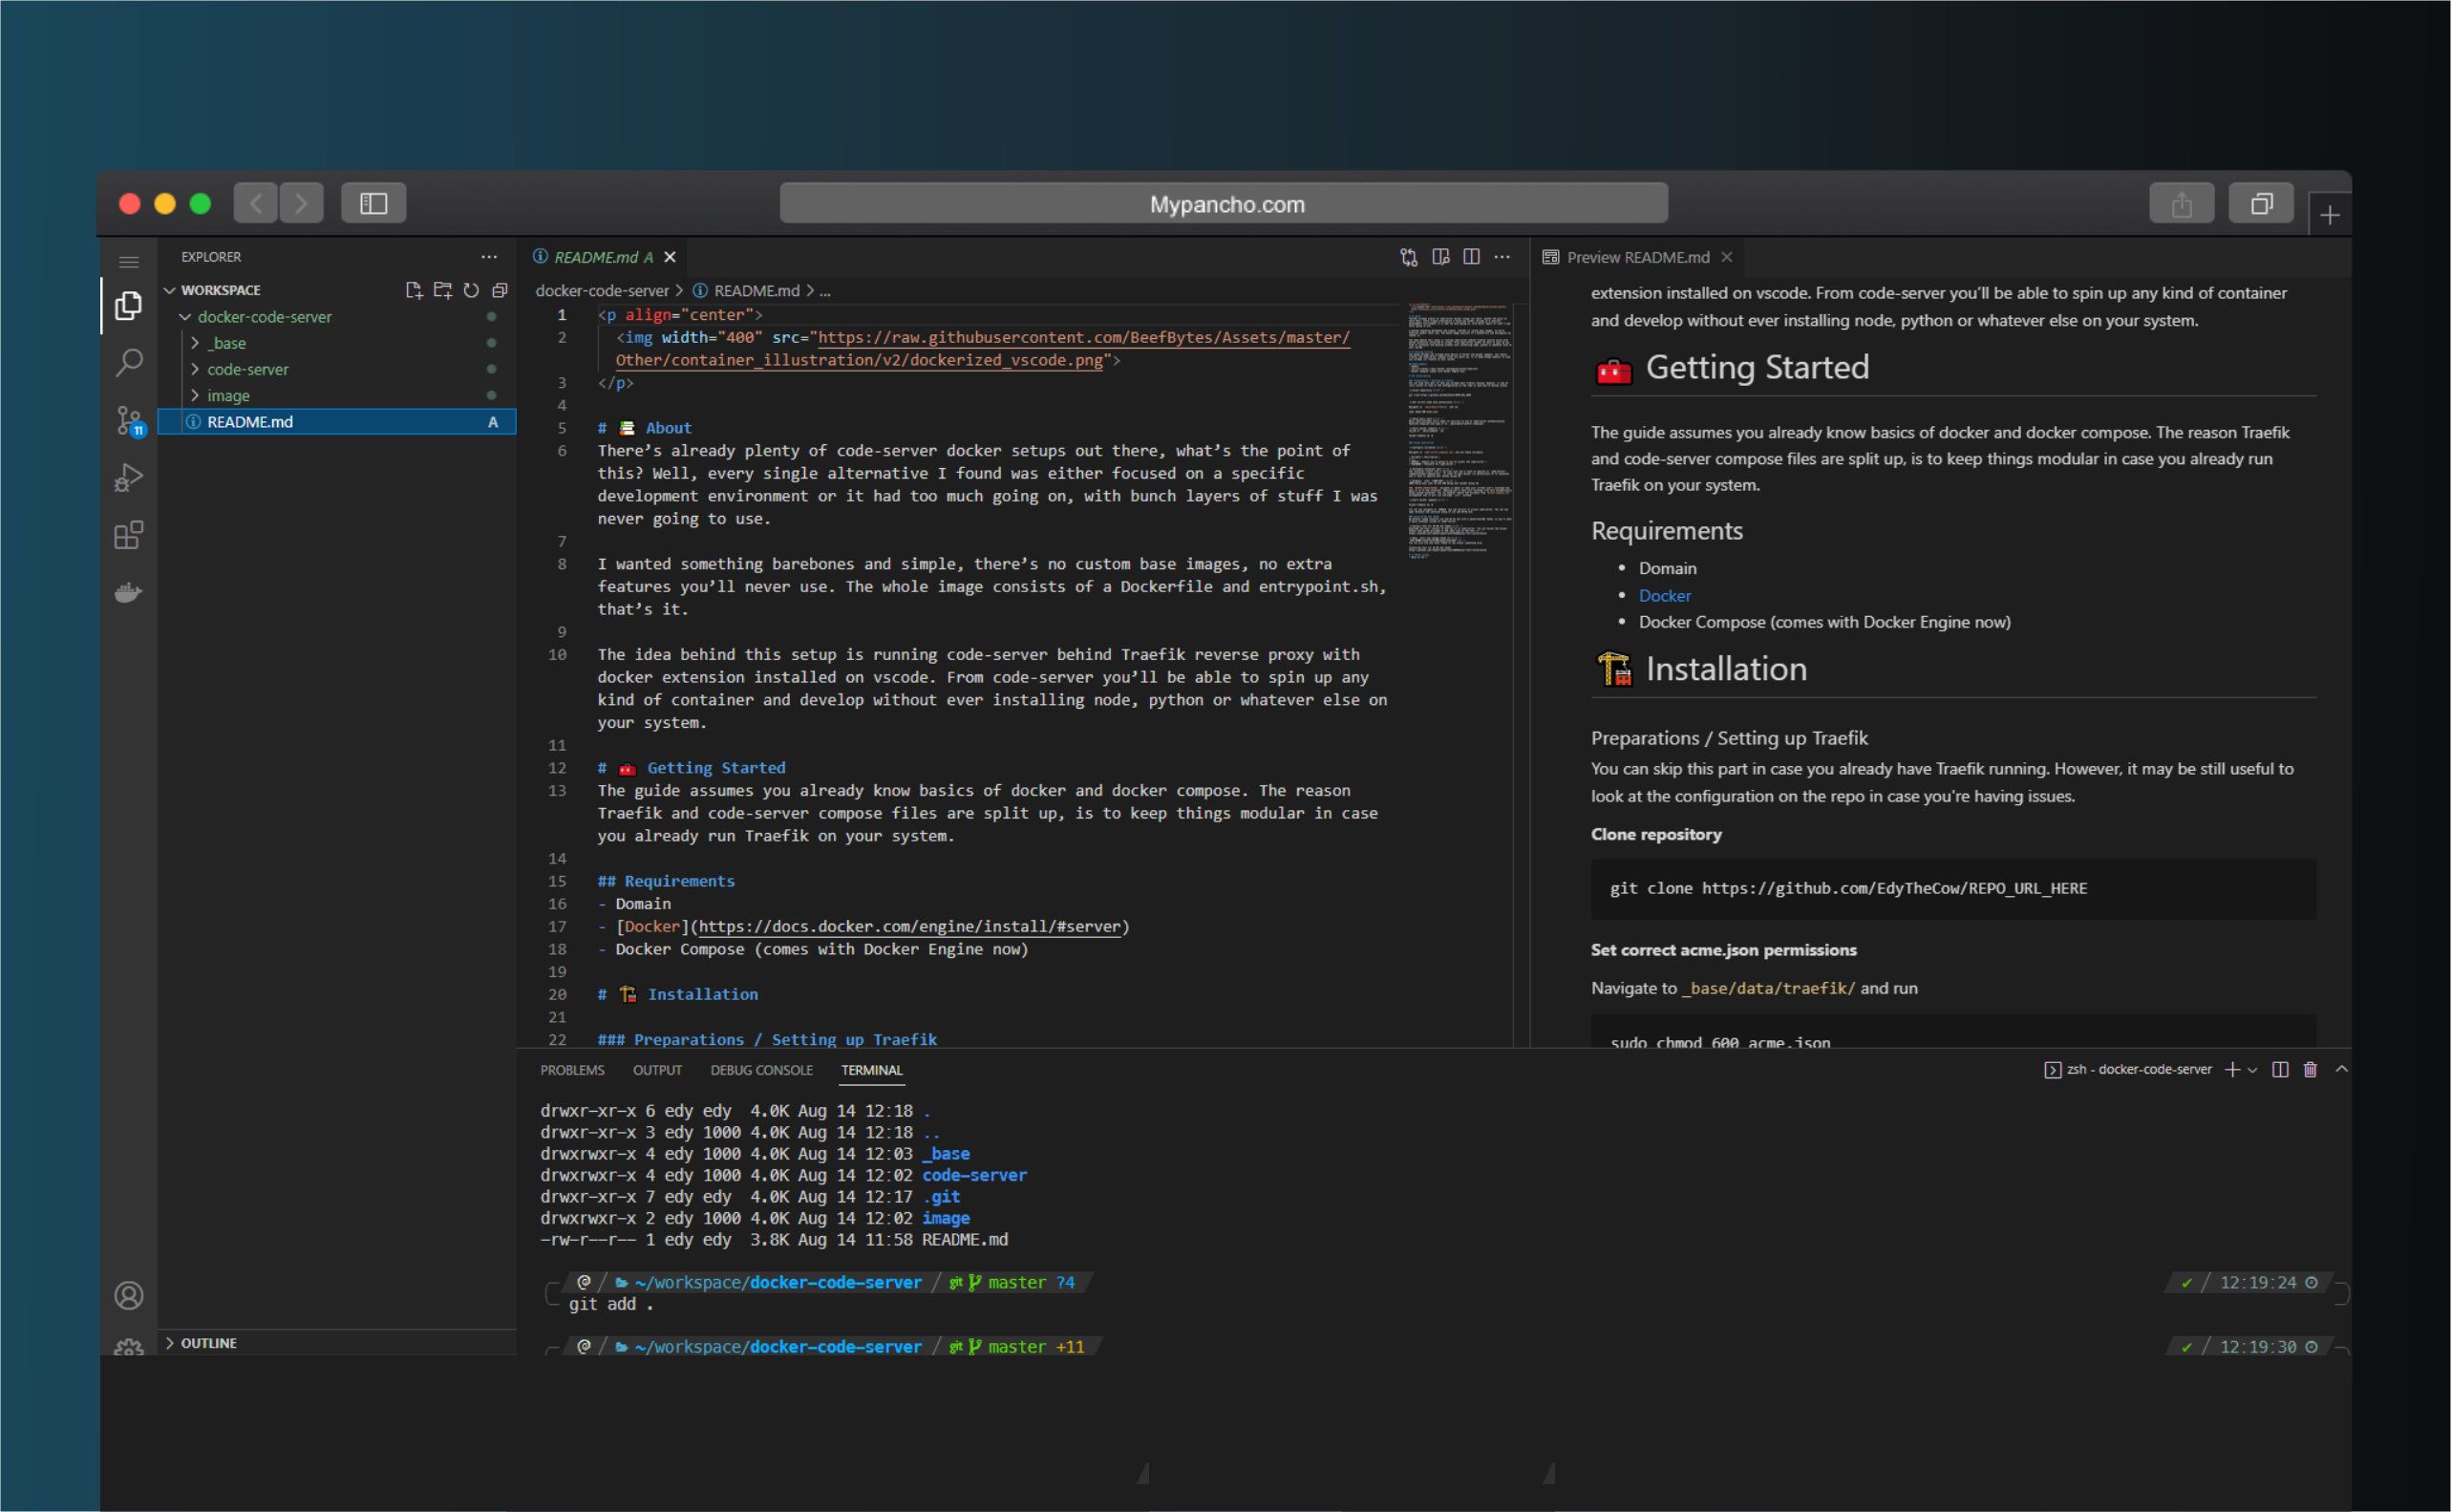 Mypancho.com
EXPLORER
WORKSPACE
docker-code-server
_base
code-server
image
README.md A
11
OUTLINE
README.md A
docker-code-server > README.md > ...
1 <p align="center">
2 <img width="400" src="https://raw.githubusercontent.com/BeefBytes/Assets/master/
Other/container_illustration/v2/dockerized_vscode.png">
3 </p>
4
5 # 📚 About
6 There’s already plenty of code-server docker setups out there, what’s the point of
this? Well, every single alternative I found was either focused on a specific
development environment or it had too much going on, with bunch layers of stuff I was
never going to use.
7
8 I wanted something barebones and simple, there’s no custom base images, no extra
features you’ll never use. The whole image consists of a Dockerfile and entrypoint.sh,
that’s it.
9
10 The idea behind this setup is running code-server behind Traefik reverse proxy with
docker extension installed on vscode. From code-server you’ll be able to spin up any
kind of container and develop without ever installing node, python or whatever else on
your system.
11
12 # 🧰 Getting Started
13 The guide assumes you already know basics of docker and docker compose. The reason
Traefik and code-server compose files are split up, is to keep things modular in case
you already run Traefik on your system.
14
15 ## Requirements
16 - Domain
17 - [Docker](https://docs.docker.com/engine/install/#server)
18 - Docker Compose (comes with Docker Engine now)
19
20 # 🏗 Installation
21
22 ### Preparations / Setting up Traefik
Preview README.md
extension installed on vscode. From code-server you’ll be able to spin up any kind of container
and develop without ever installing node, python or whatever else on your system.
🧰 Getting Started
The guide assumes you already know basics of docker and docker compose. The reason Traefik
and code-server compose files are split up, is to keep things modular in case you already run
Traefik on your system.
Requirements
• Domain
• Docker
• Docker Compose (comes with Docker Engine now)
🏗 Installation
Preparations / Setting up Traefik
You can skip this part in case you already have Traefik running. However, it may be still useful to
look at the configuration on the repo in case you're having issues.
Clone repository
git clone https://github.com/EdyTheCow/REPO_URL_HERE
Set correct acme.json permissions
Navigate to _base/data/traefik/ and run
sudo chmod 600 acme.json
PROBLEMS OUTPUT DEBUG CONSOLE TERMINAL
zsh - docker-code-server
drwxr-xr-x 6 edy edy 4.0K Aug 14 12:18 .
drwxr-xr-x 3 edy 1000 4.0K Aug 14 12:18 ..
drwxrwxr-x 4 edy 1000 4.0K Aug 14 12:03 _base
drwxrwxr-x 4 edy 1000 4.0K Aug 14 12:02 code-server
drwxr-xr-x 7 edy edy 4.0K Aug 14 12:17 .git
drwxrwxr-x 2 edy 1000 4.0K Aug 14 12:02 image
-rw-r--r-- 1 edy edy 3.8K Aug 14 11:58 README.md
@ / ~/workspace/docker-code-server / git master ?4 ✔ / 12:19:24
git add .
@ / ~/workspace/docker-code-server / git master +11 ✔ / 12:19:30